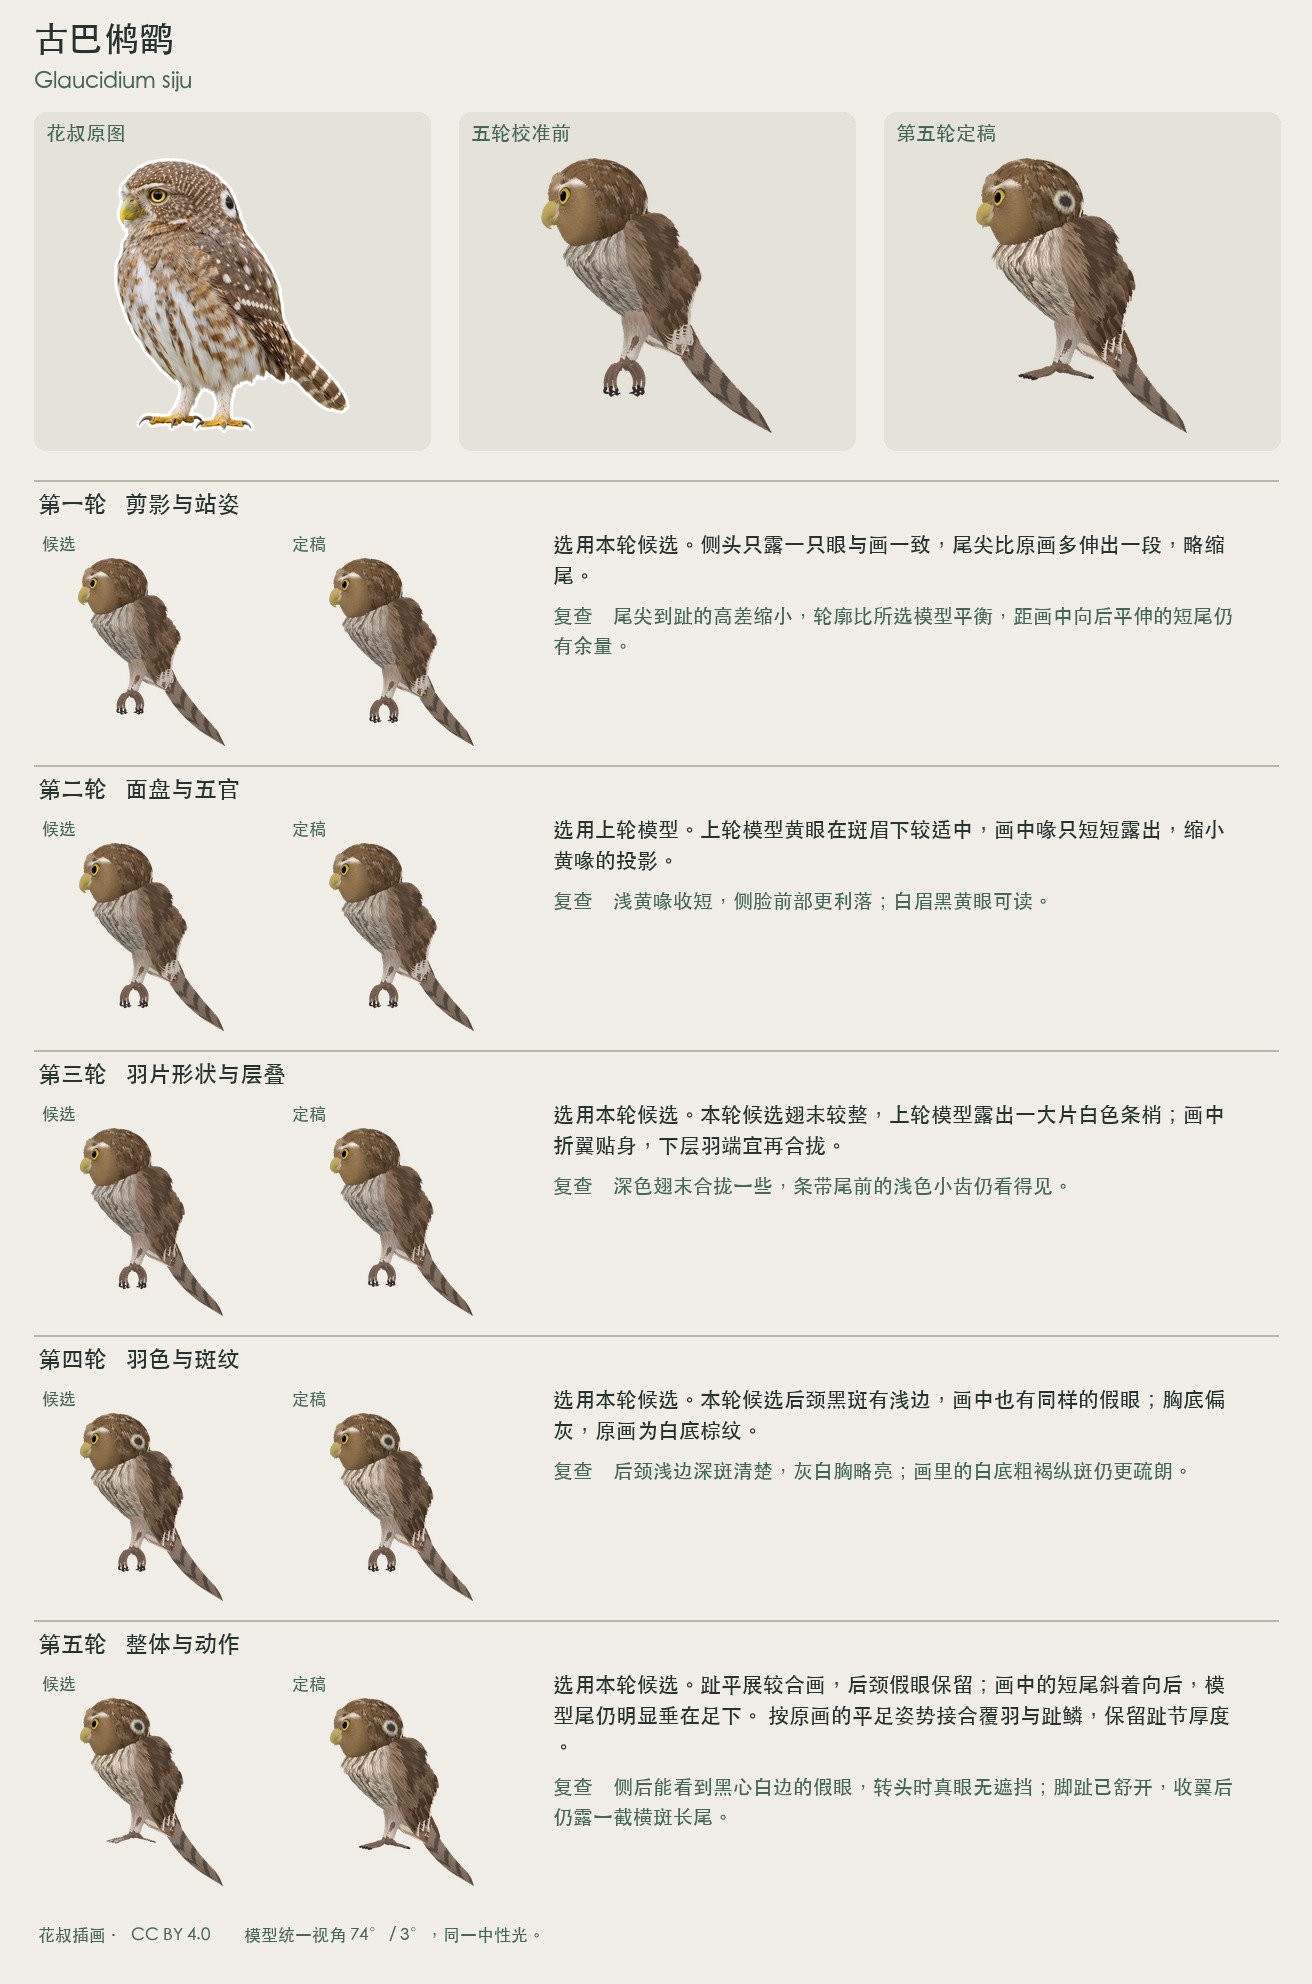 古巴鸺鹠
Glaucidium siju
花叔原图
五轮校准前
第五轮定稿
第一轮 剪影与站姿
候选
定稿
选用本轮候选。侧头只露一只眼与画一致，尾尖比原画多伸出一段，略缩
尾。
复查 尾尖到趾的高差缩小，轮廓比所选模型平衡，距画中向后平伸的短尾仍
有余量。
第二轮 面盘与五官
候选
定稿
选用上轮模型。上轮模型黄眼在斑眉下较适中，画中喙只短短露出，缩小
黄喙的投影。
复查 浅黄喙收短，侧脸前部更利落；白眉黑黄眼可读。
第三轮 羽片形状与层叠
候选
定稿
选用本轮候选。本轮候选翅末较整，上轮模型露出一大片白色条梢；画中
折翼贴身，下层羽端宜再合拢。
复查 深色翅末合拢一些，条带尾前的浅色小齿仍看得见。
第四轮 羽色与斑纹
候选
定稿
选用本轮候选。本轮候选后颈黑斑有浅边，画中也有同样的假眼；胸底偏
灰，原画为白底棕纹。
复查 后颈浅边深斑清楚，灰白胸略亮；画里的白底粗褐纵斑仍更疏朗。
第五轮 整体与动作
候选
定稿
选用本轮候选。趾平展较合画，后颈假眼保留；画中的短尾斜着向后，模
型尾仍明显垂在足下。 按原画的平足姿势接合覆羽与趾鳞，保留趾节厚度
。
复查 侧后能看到黑心白边的假眼，转头时真眼无遮挡；脚趾已舒开，收翼后
仍露一截横斑长尾。
花叔插画 · CC BY 4.0 模型统一视角 74° / 3°，同一中性光。